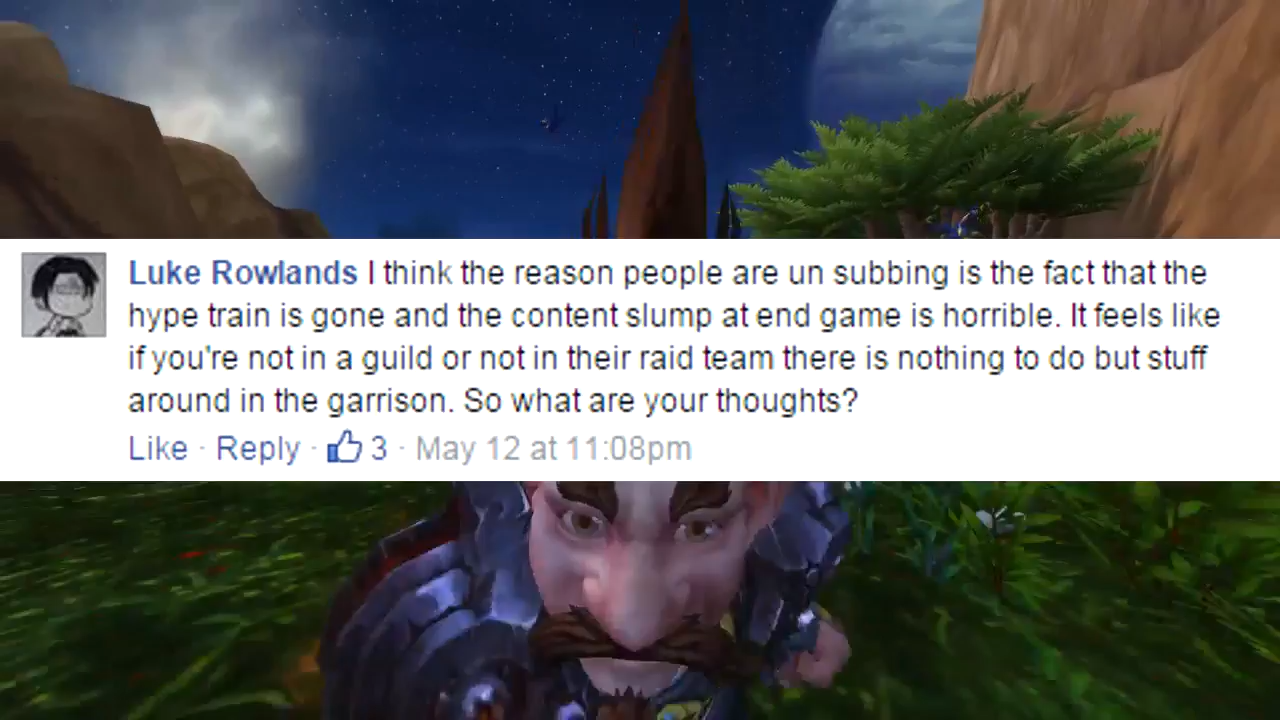 Luke Rowlands I think the reason people are un subbing is the fact that the
hype train is gone and the content slump at end game is horrible. It feels like
if you're not in a guild or not in their raid team there is nothing to do but stuff
around in the garrison. So what are your thoughts?
Like · Reply · 3 · May 12 at 11:08pm